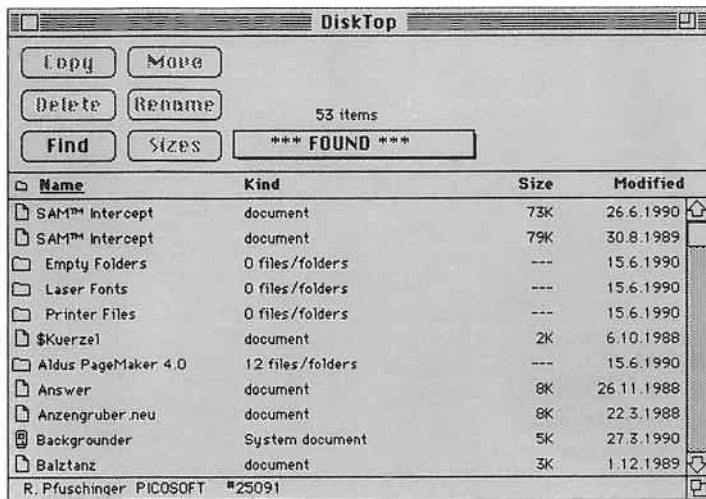 DiskTop
Copy Move
Delete Rename
53 items
Find Sizes *** FOUND ***
Name Kind Size Modified
SAM™ Intercept document 73K 26.6.1990
SAM™ Intercept document 79K 30.8.1989
Empty Folders 0 files/folders --- 15.6.1990
Laser Fonts 0 files/folders --- 15.6.1990
Printer Files 0 files/folders --- 15.6.1990
$Kuerzel document 2K 6.10.1988
Aldus PageMaker 4.0 12 files/folders --- 15.6.1990
Answer document 8K 26.11.1988
Anzengruber.neu document 8K 22.3.1988
Backgrounder System document 5K 27.3.1990
Balztanz document 3K 1.12.1989
R. Pfuschinger PICOSOFT #25091